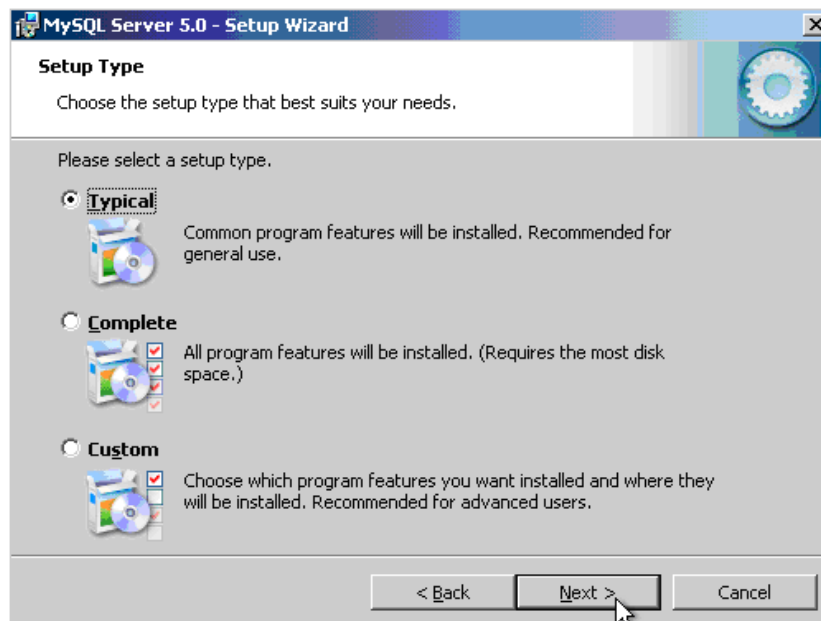 MySQL Server 5.0 - Setup Wizard
Setup Type
Choose the setup type that best suits your needs.
Please select a setup type.
Typical
Common program features will be installed. Recommended for
general use.
Complete
All program features will be installed. (Requires the most disk
space.)
Custom
Choose which program features you want installed and where they
will be installed. Recommended for advanced users.
< Back
Next >
Cancel